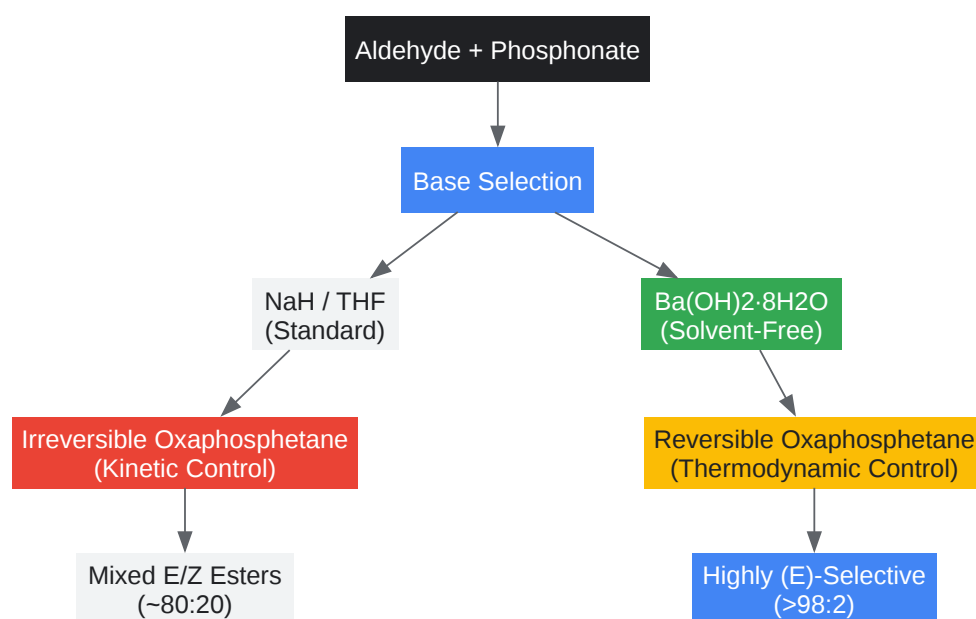 Aldehyde + Phosphonate
Base Selection
NaH / THF
(Standard)
Ba(OH)2·8H2O
(Solvent-Free)
Irreversible Oxaphosphetane
(Kinetic Control)
Reversible Oxaphosphetane
(Thermodynamic Control)
Mixed E/Z Esters
(~80:20)
Highly (E)-Selective
(>98:2)